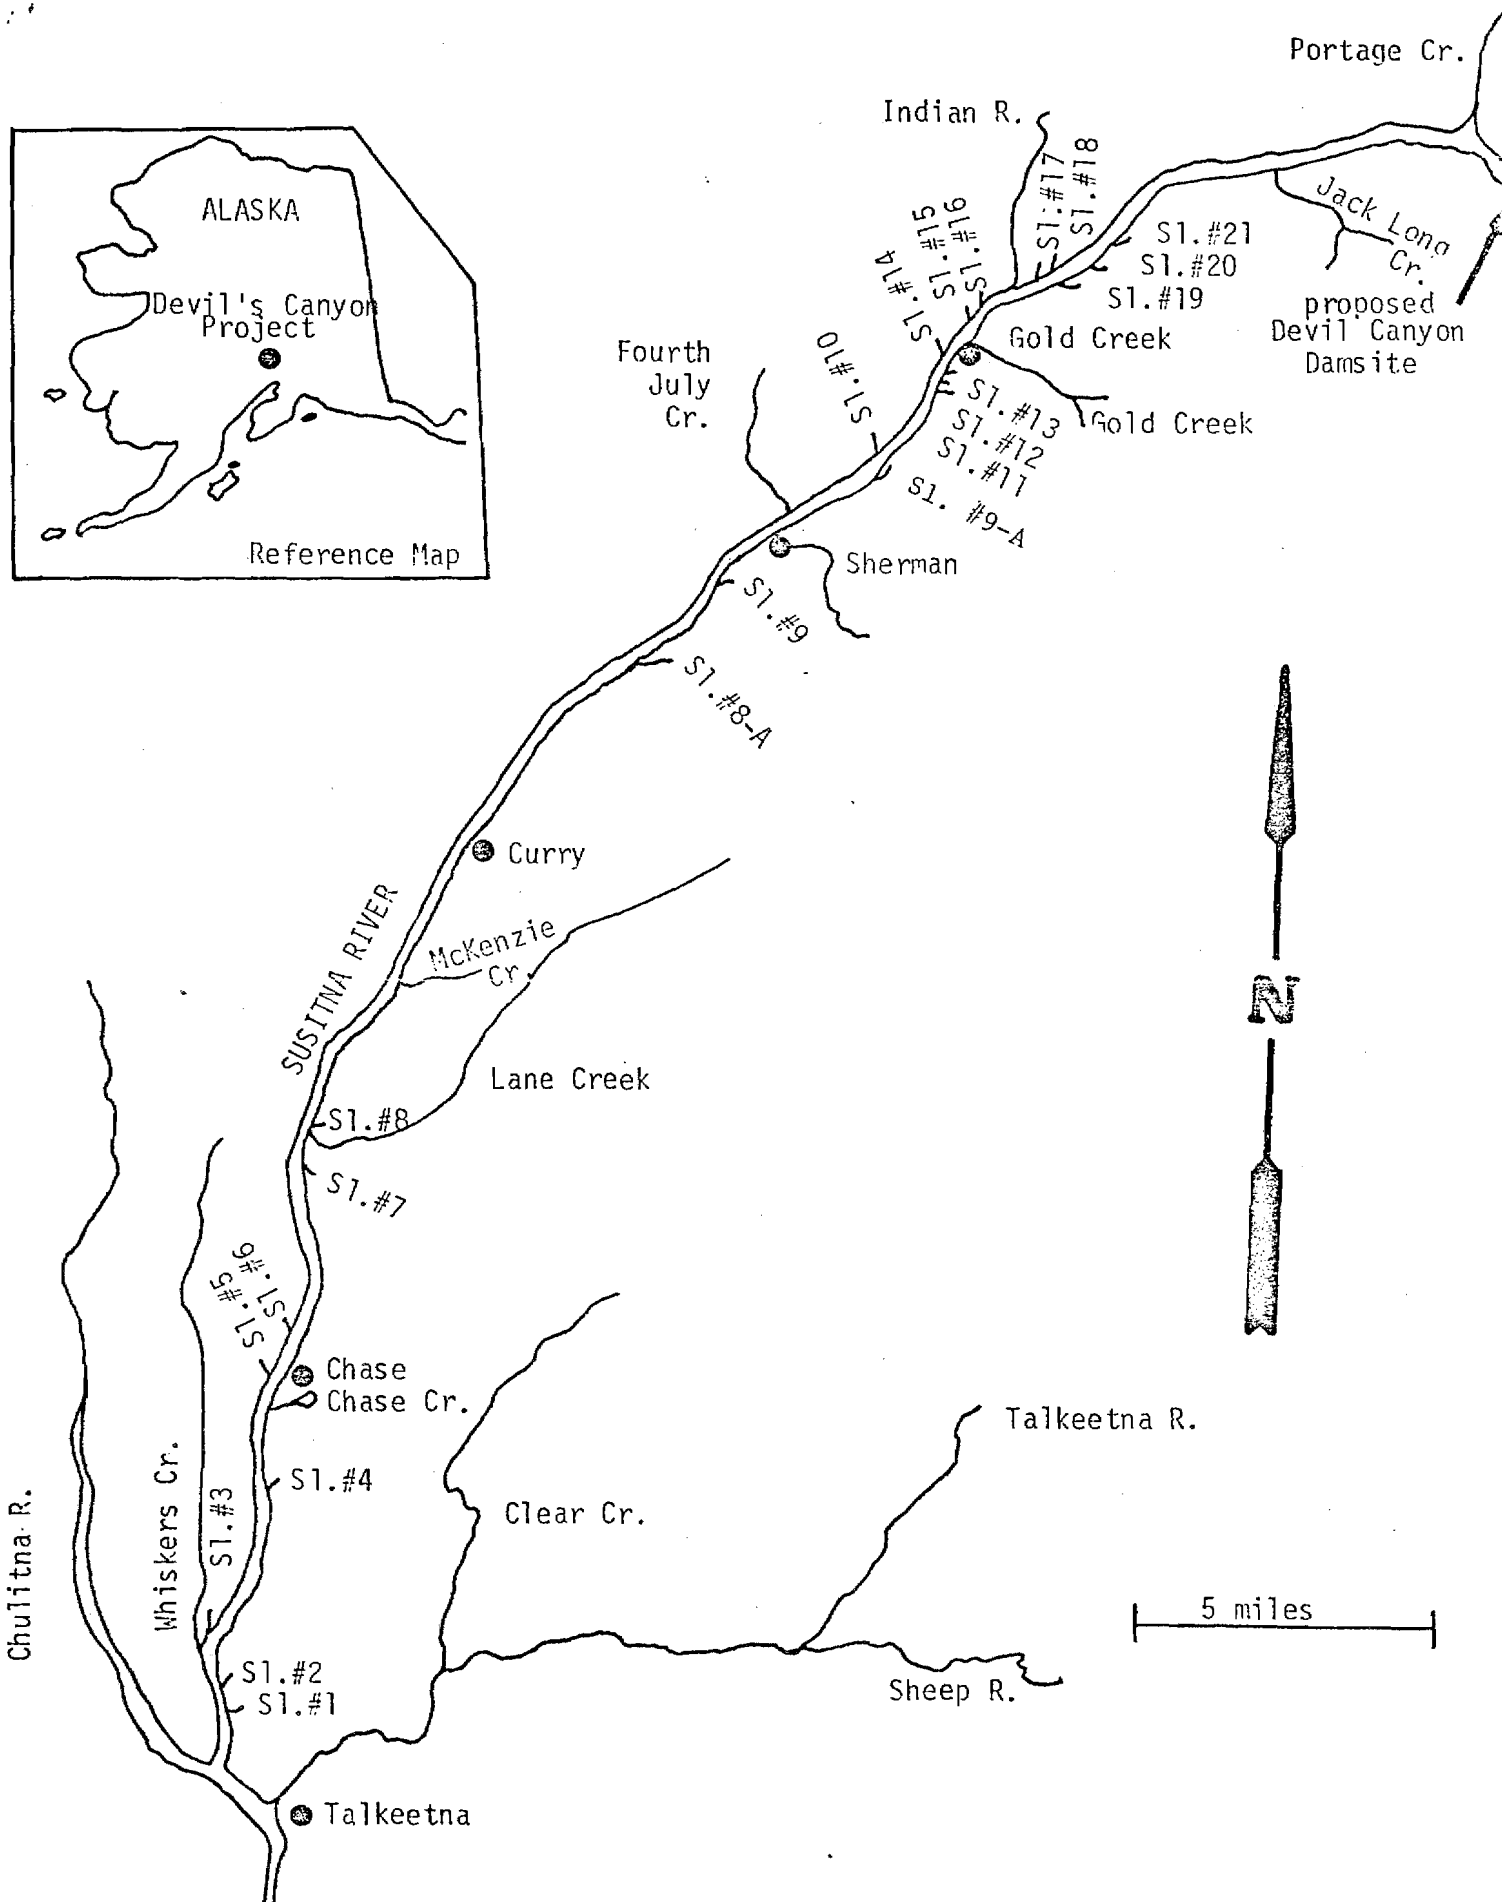 Portage Cr.
Indian R.
Sl.#17
Sl.#18
Jack Long
Cr.
Sl.#21
Sl.#20
Sl.#19
proposed
Devil Canyon
Damsite
Sl.#16
Sl.#15
Sl.#14
Gold Creek
Gold Creek
Sl.#13
Sl.#12
Sl.#11
Sl. #9-A
Sl.#10
Fourth
July
Cr.
Sherman
Sl.#9
Sl.#8-A
ALASKA
Devil's Canyon
Project
Reference Map
Curry
SUSITNA RIVER
McKenzie
Cr.
Lane Creek
N
Sl.#8
Sl.#7
Sl.#6
Sl.#5
Chase
Chase Cr.
Talkeetna R.
Sl.#4
Clear Cr.
Chulitna R.
Whiskers Cr.
Sl.#3
5 miles
Sl.#2
Sl.#1
Sheep R.
Talkeetna